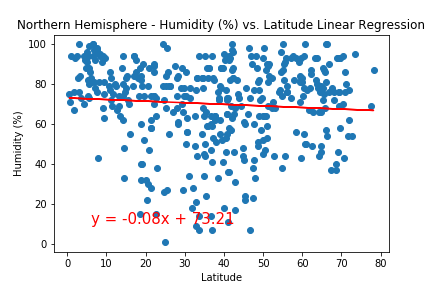 Northern Hemisphere - Humidity (%) vs. Latitude Linear Regression
100
80
60
40
20
0
Humidity (%)
y = -0.08x + 73.21
0 10 20 30 40 50 60 70 80
Latitude